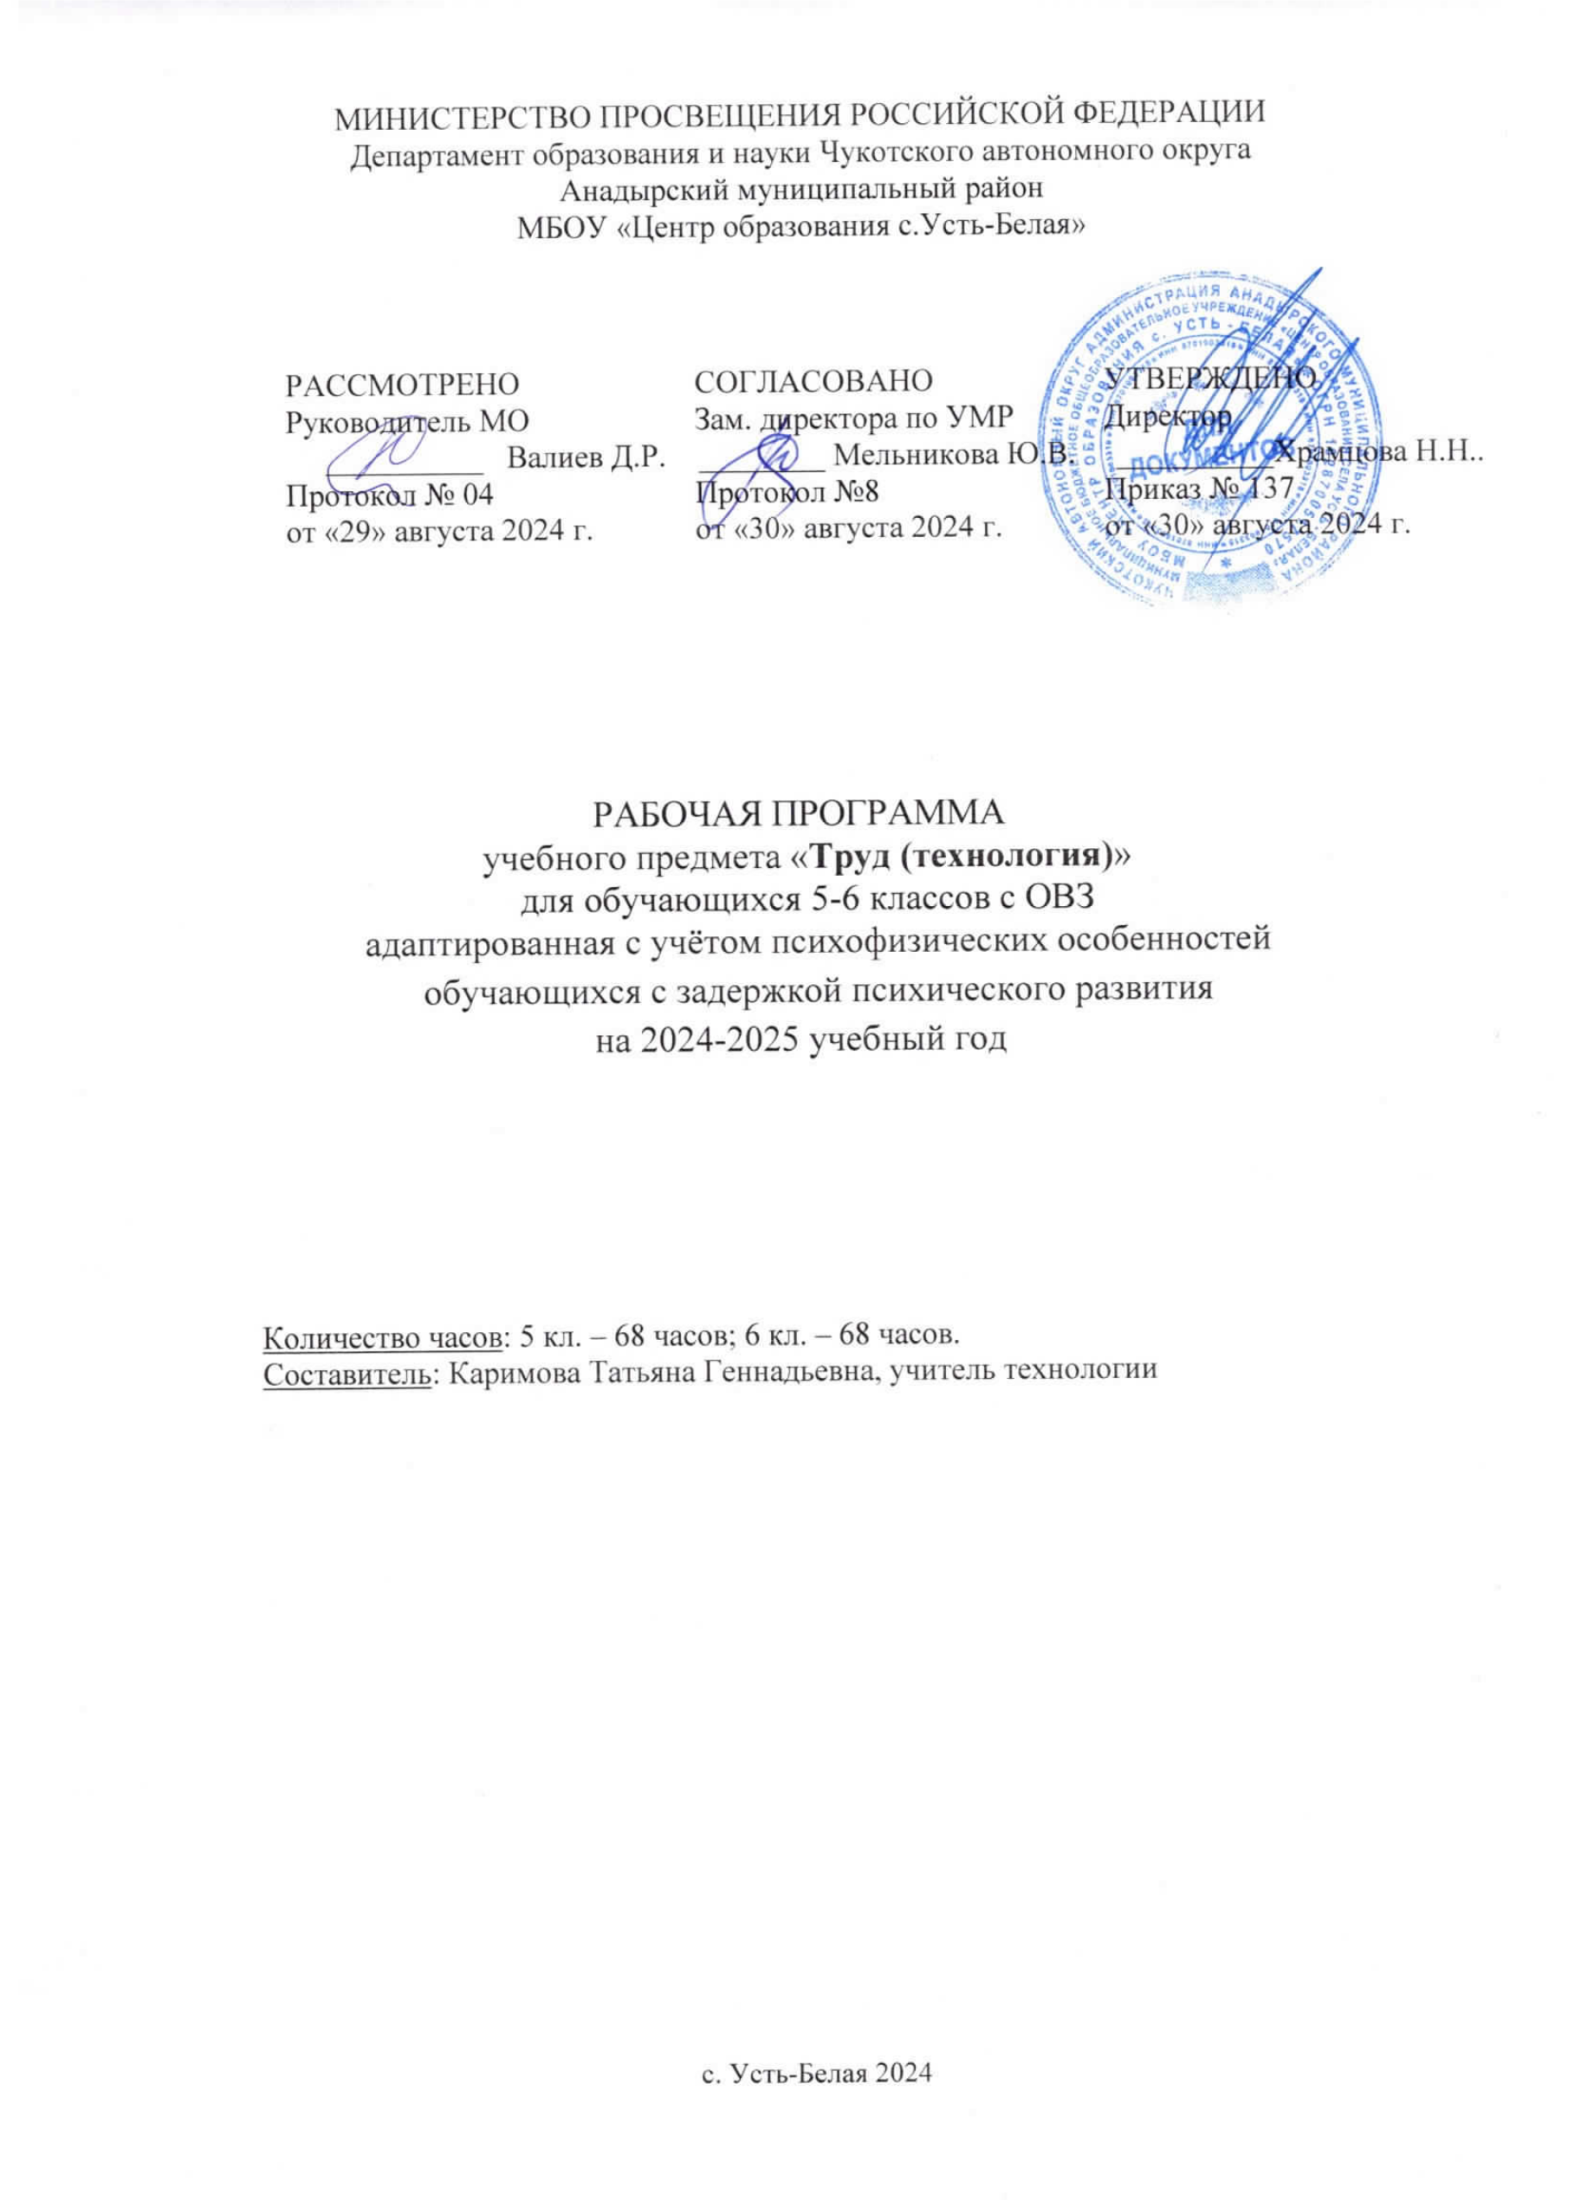 МИНИСТЕРСТВО ПРОСВЕЩЕНИЯ РОССИЙСКОЙ ФЕДЕРАЦИИ
Департамент образования и науки Чукотского автономного округа
Анадырский муниципальный район
МБОУ «Центр образования с.Усть-Белая»
РАССМОТРЕНО
Руководитель МО
____________ Валиев Д.Р.
Протокол № 04
от «29» августа 2024 г.
СОГЛАСОВАНО
Зам. директора по УМР
________ Мельникова Ю.В.
Протокол №8
от «30» августа 2024 г.
УТВЕРЖДЕНО
Директор
__________Храмцова Н.Н..
Приказ № 137
от «30» августа 2024 г.
ДОКУМЕНТОВ
РАБОЧАЯ ПРОГРАММА
учебного предмета «Труд (технология)»
для обучающихся 5-6 классов с ОВЗ
адаптированная с учётом психофизических особенностей
обучающихся с задержкой психического развития
на 2024-2025 учебный год
Количество часов: 5 кл. – 68 часов; 6 кл. – 68 часов.
Составитель: Каримова Татьяна Геннадьевна, учитель технологии
с. Усть-Белая 2024